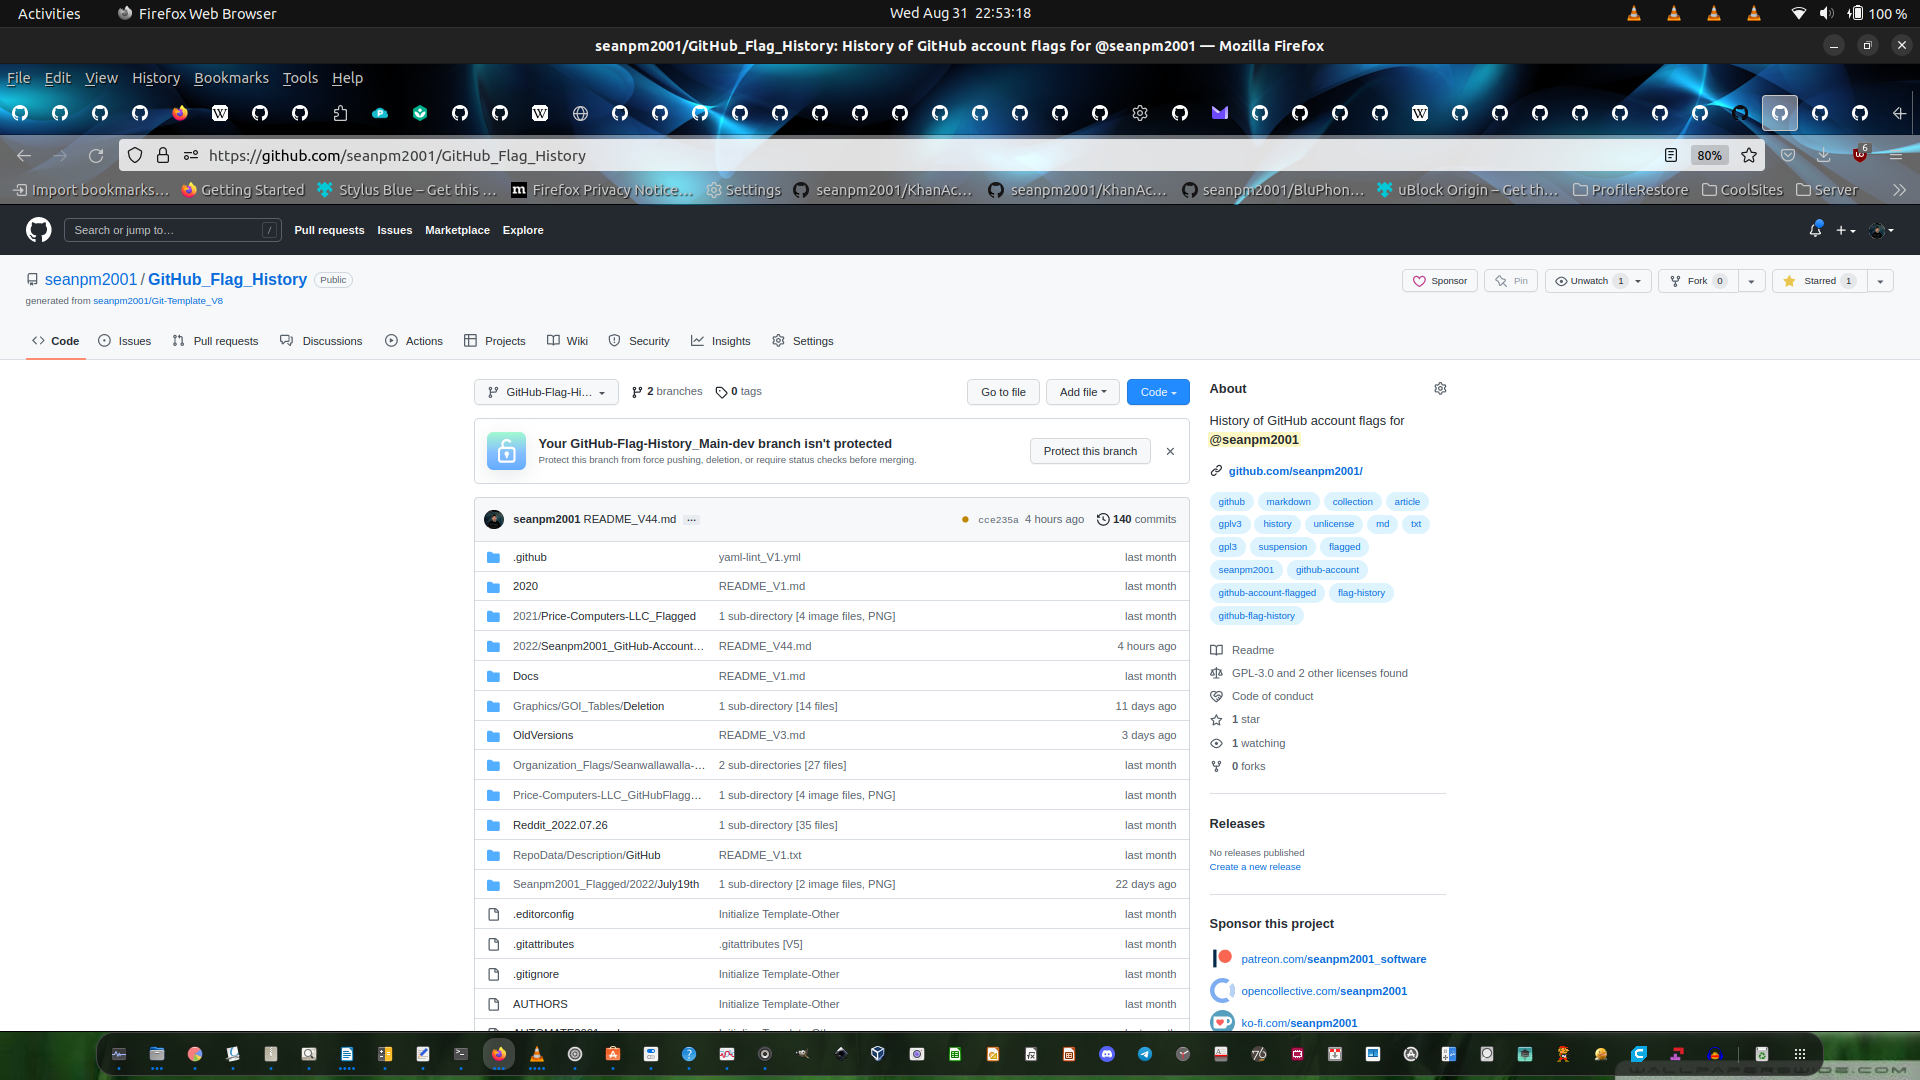 Activities
Firefox Web Browser
Wed Aug 31 22:53:18
100 %
seanpm2001/GitHub_Flag_History: History of GitHub account flags for @seanpm2001 — Mozilla Firefox
File Edit View History Bookmarks Tools Help
https://github.com/seanpm2001/GitHub_Flag_History
80%
6
Import bookmarks…
Getting Started
Stylus Blue – Get this …
Firefox Privacy Notice…
Settings
seanpm2001/KhanAc…
seanpm2001/KhanAc…
seanpm2001/BluPhon…
uBlock Origin – Get th…
ProfileRestore
CoolSites
Server
Search or jump to…
/
Pull requests
Issues
Marketplace
Explore
seanpm2001 / GitHub_Flag_History
Public
generated from seanpm2001/Git-Template_V8
Sponsor
Pin
Unwatch 1
Fork 0
Starred 1
Code
Issues
Pull requests
Discussions
Actions
Projects
Wiki
Security
Insights
Settings
GitHub-Flag-Hi…
2 branches
0 tags
Go to file
Add file
Code
Your GitHub-Flag-History_Main-dev branch isn't protected
Protect this branch from force pushing, deletion, or require status checks before merging.
Protect this branch
seanpm2001 README_V44.md …
cce235a 4 hours ago
140 commits
.github yaml-lint_V1.yml last month
2020 README_V1.md last month
2021/Price-Computers-LLC_Flagged 1 sub-directory [4 image files, PNG] last month
2022/Seanpm2001_GitHub-Account… README_V44.md 4 hours ago
Docs README_V1.md last month
Graphics/GOI_Tables/Deletion 1 sub-directory [14 files] 11 days ago
OldVersions README_V3.md 3 days ago
Organization_Flags/Seanwallawalla-… 2 sub-directories [27 files] last month
Price-Computers-LLC_GitHubFlagg… 1 sub-directory [4 image files, PNG] last month
Reddit_2022.07.26 1 sub-directory [35 files] last month
RepoData/Description/GitHub README_V1.txt last month
Seanpm2001_Flagged/2022/July19th 1 sub-directory [2 image files, PNG] 22 days ago
.editorconfig Initialize Template-Other last month
.gitattributes .gitattributes [V5] last month
.gitignore Initialize Template-Other last month
AUTHORS Initialize Template-Other last month
About
History of GitHub account flags for
@seanpm2001
github.com/seanpm2001/
github markdown collection article
gplv3 history unlicense md txt
gpl3 suspension flagged
seanpm2001 github-account
github-account-flagged flag-history
github-flag-history
Readme
GPL-3.0 and 2 other licenses found
Code of conduct
1 star
1 watching
0 forks
Releases
No releases published
Create a new release
Sponsor this project
patreon.com/seanpm2001_software
opencollective.com/seanpm2001
ko-fi.com/seanpm2001